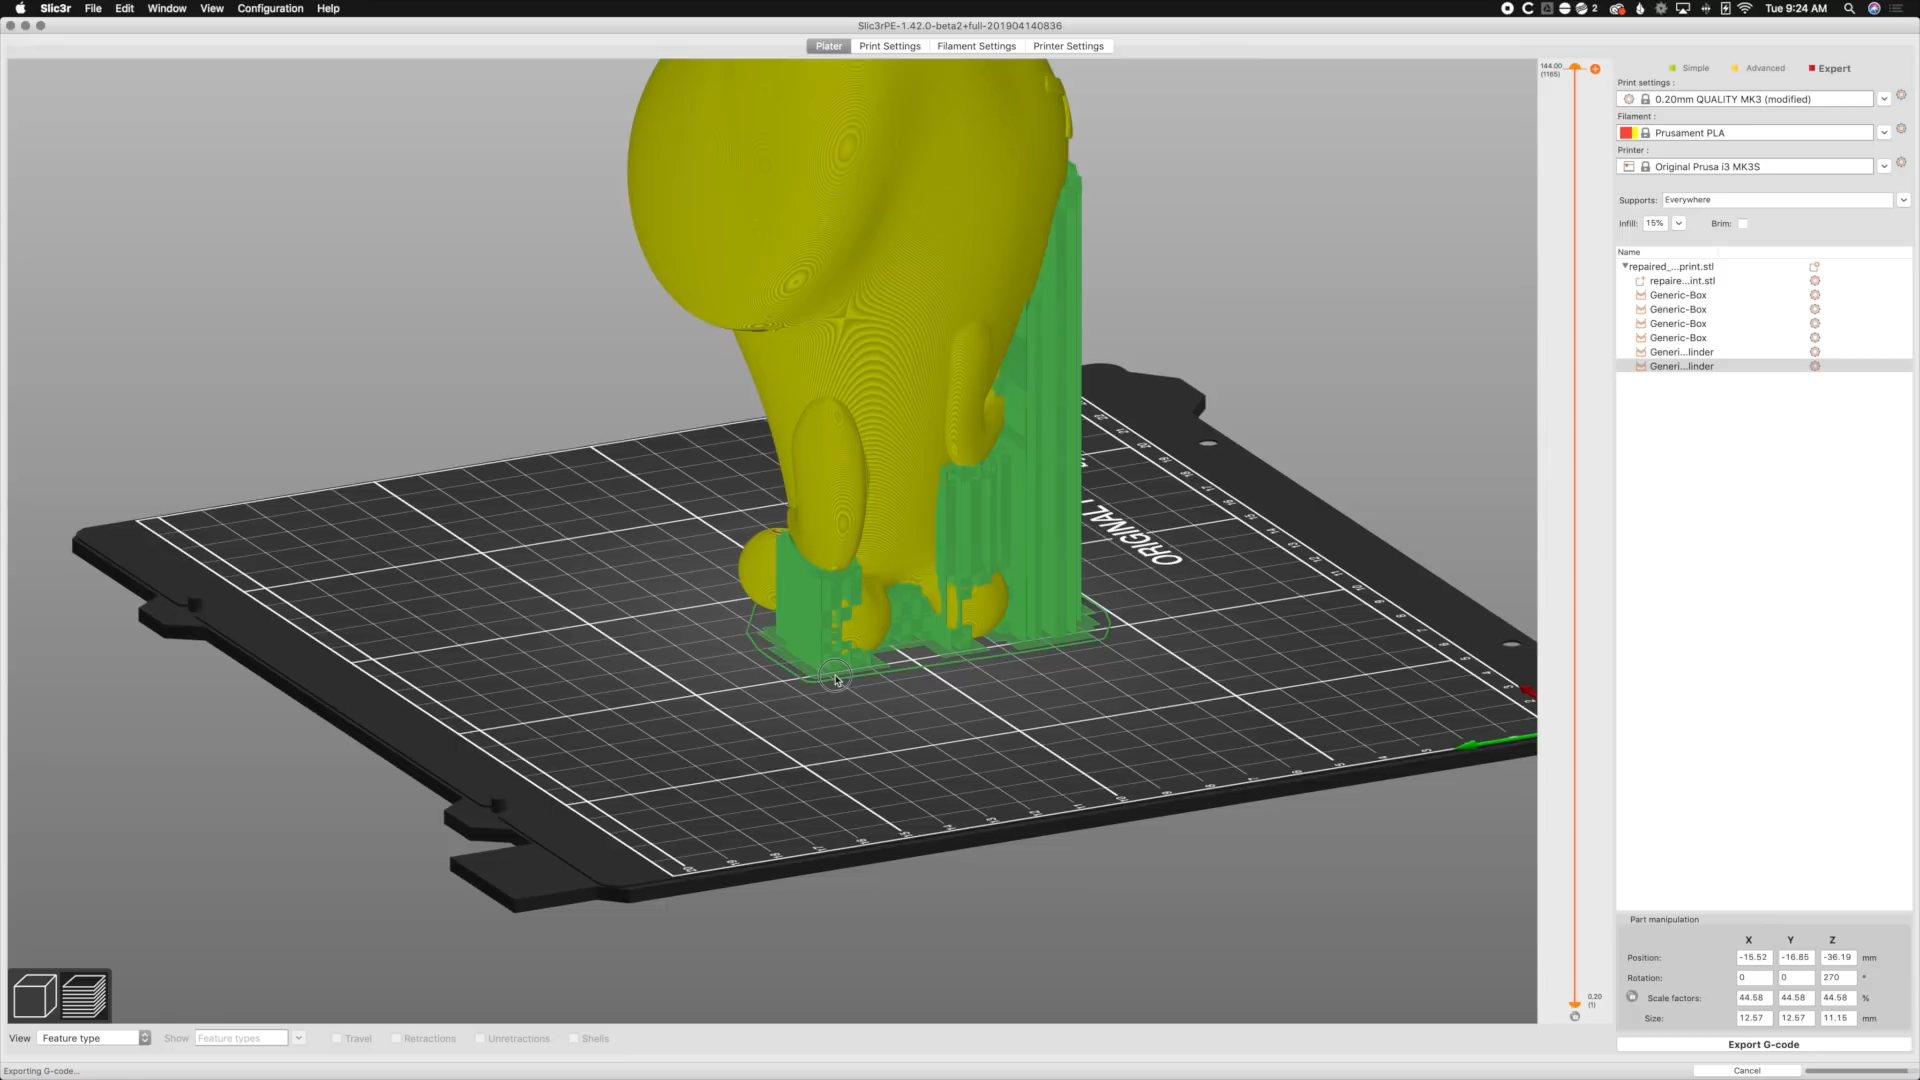 Slic3r File Edit Window View Configuration Help
2
Tue 9:24 AM
Slic3rPE-1.42.0-beta2+full-201904140836
Plater Print Settings Filament Settings Printer Settings
144.00
(1165)
Simple Advanced Expert
Print settings :
0.20mm QUALITY MK3 (modified)
Filament :
Prusament PLA
Printer :
Original Prusa i3 MK3S
Supports: Everywhere
Infill: 15% Brim:
Name
repaired_...print.stl
repaire...int.stl
Generic-Box
Generic-Box
Generic-Box
Generic-Box
Generi...linder
Generi...linder
ORIGINAL
Part manipulation
X Y Z
Position: -15.52 -16.85 -36.19 mm
Rotation: 0 0 270 °
Scale factors: 44.58 44.58 44.58 %
Size: 12.57 12.57 11.15 mm
0.20
(1)
View Feature type Show Feature types Travel Retractions Unretractions Shells
Export G-code
Exporting G-code...
Cancel